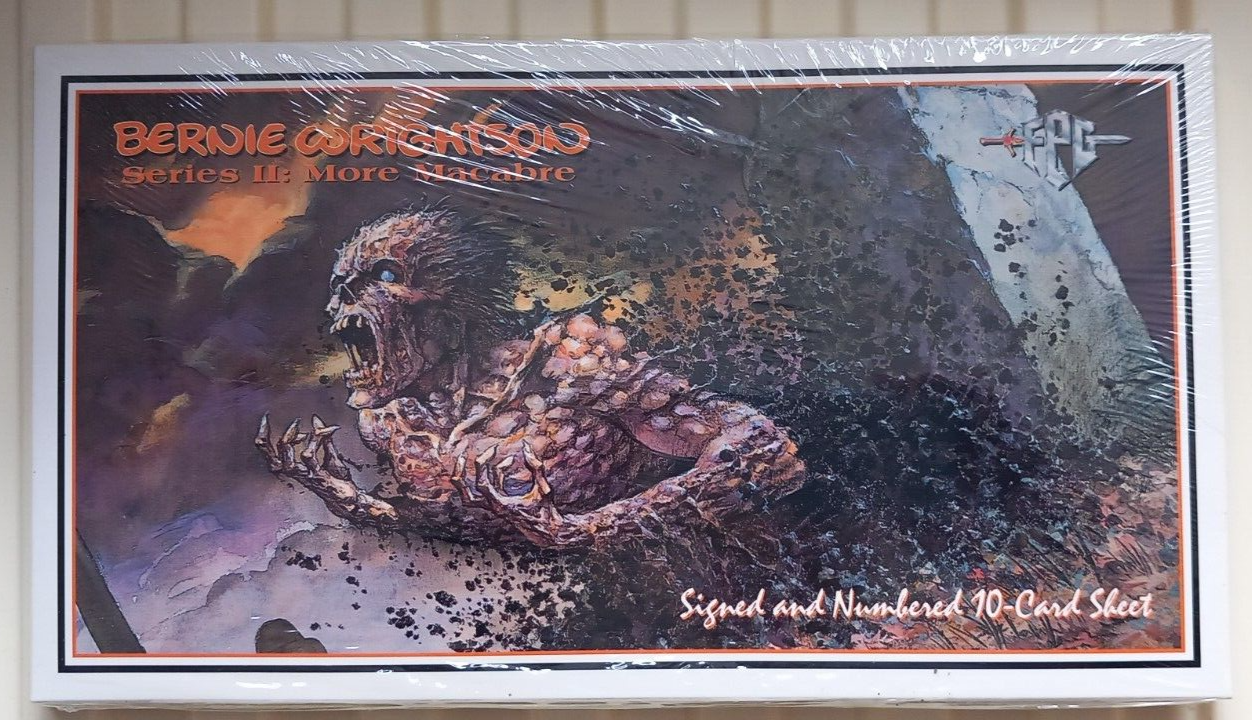 BERNIE WRIGHTSON
FPG
Series II: More Macabre
Signed and Numbered 10-Card Sheet